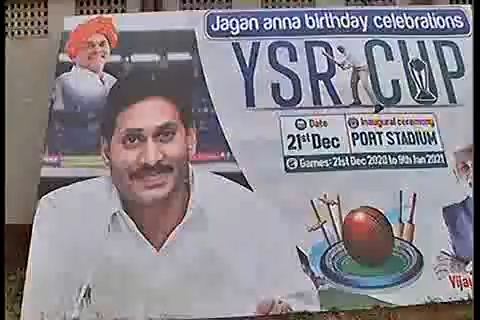 Jagan anna birthday celebrations
YSR CUP
Date
21st Dec
Inaugural ceremony
PORT STADIUM
Games: 21st Dec 2020 to 9th Jan 2021